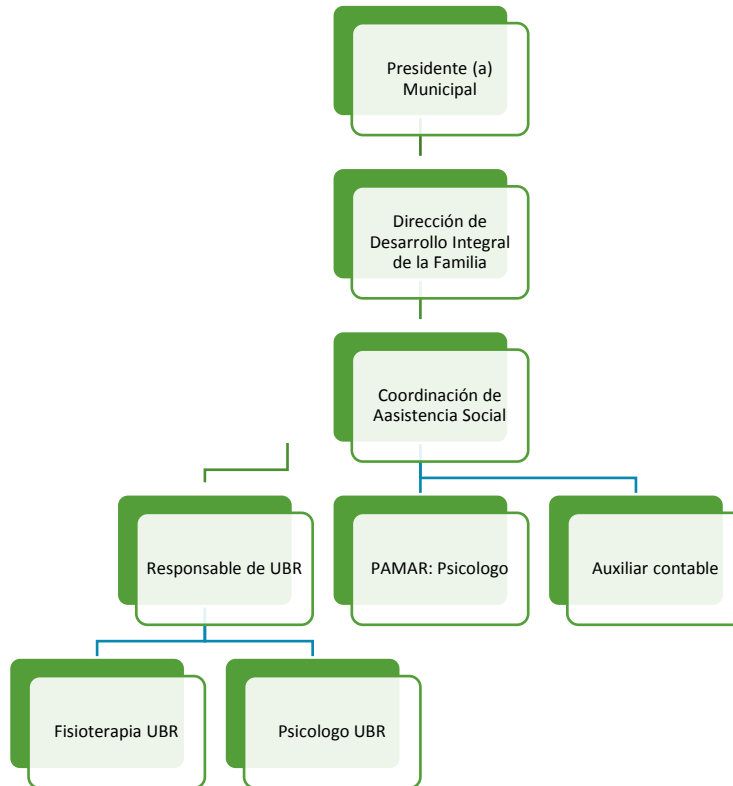 Presidente (a)
Municipal
Dirección de
Desarrollo Integral
de la Familia
Coordinación de
Aasistencia Social
Responsable de UBR
PAMAR: Psicologo
Auxiliar contable
Fisioterapia UBR
Psicologo UBR